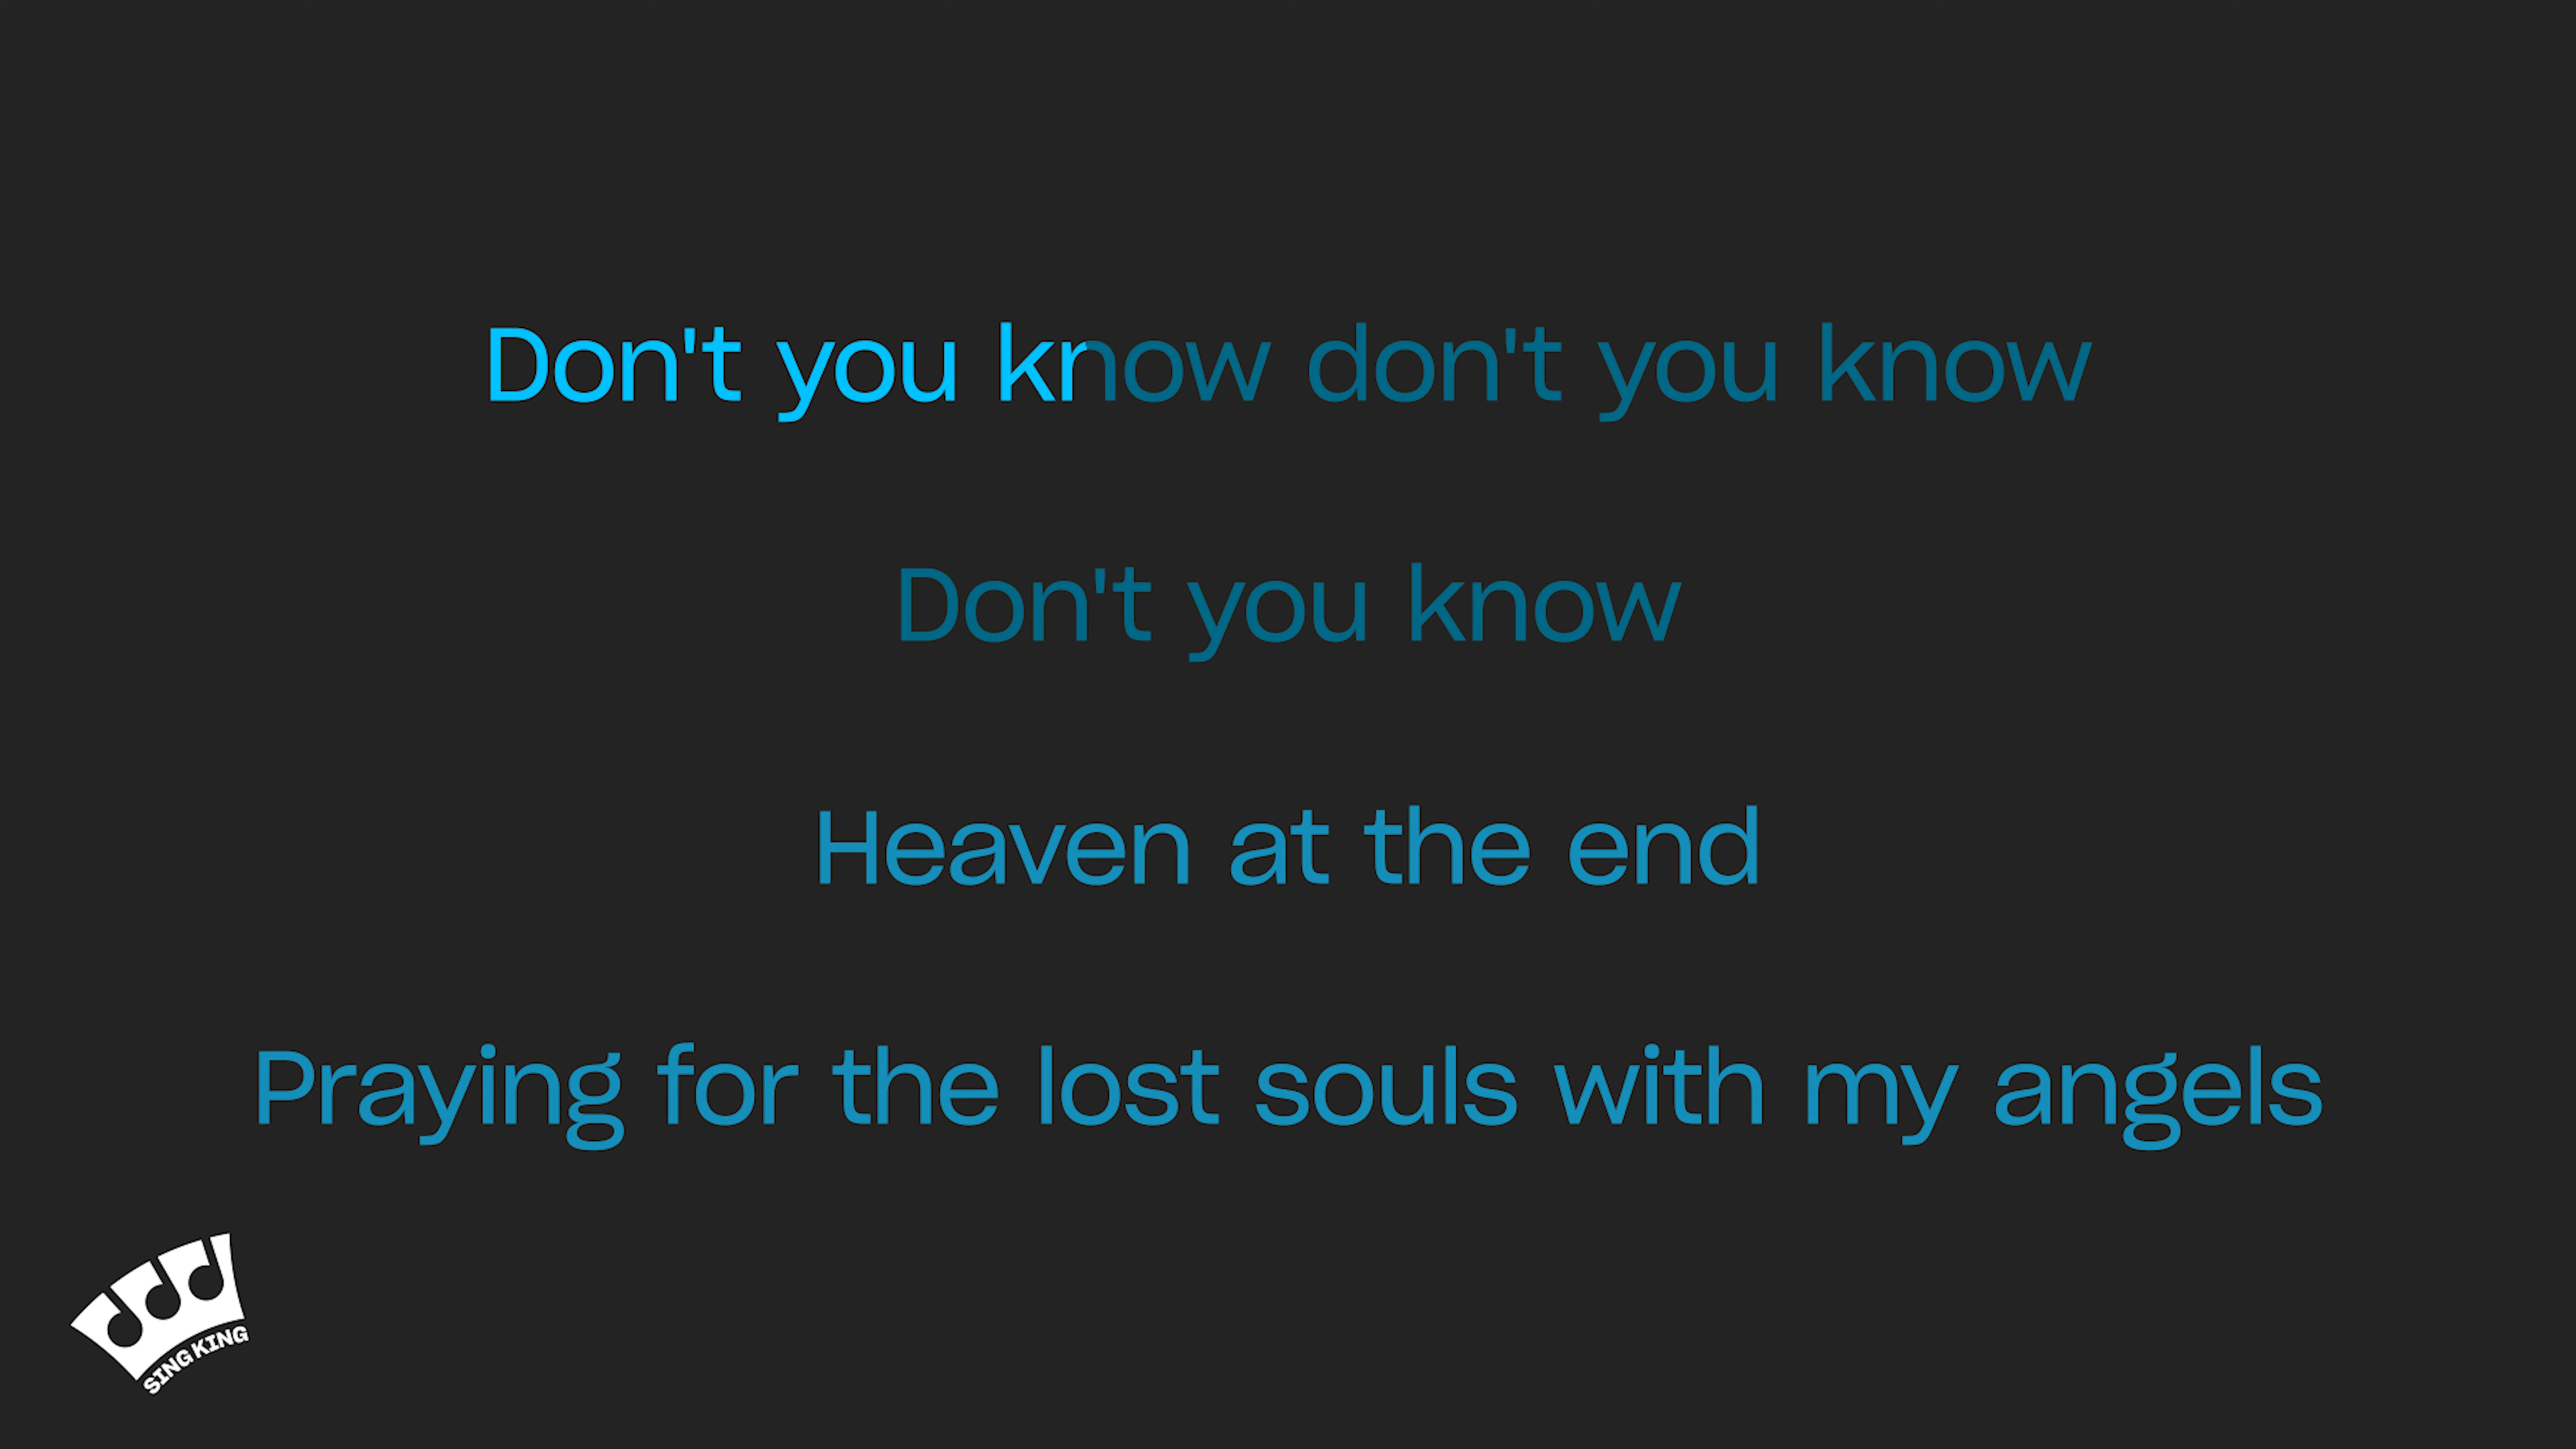 Don't you know don't you know
Don't you know
Heaven at the end
Praying for the lost souls with my angels
SING KING